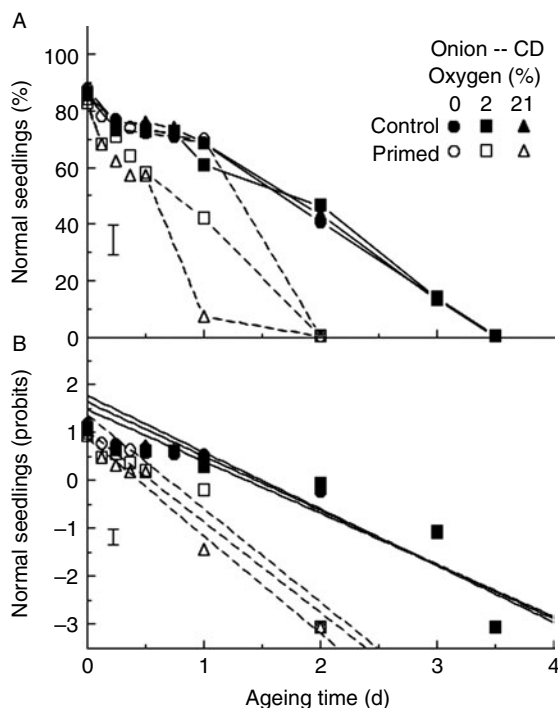 A
Onion -- CD
Oxygen (%)
0 2 21
Control
Primed
Normal seedlings (%)
100
80
60
40
20
0
B
Normal seedlings (probits)
2
1
0.0
−1
−2
−3
0 1 2 3 4
Ageing time (d)